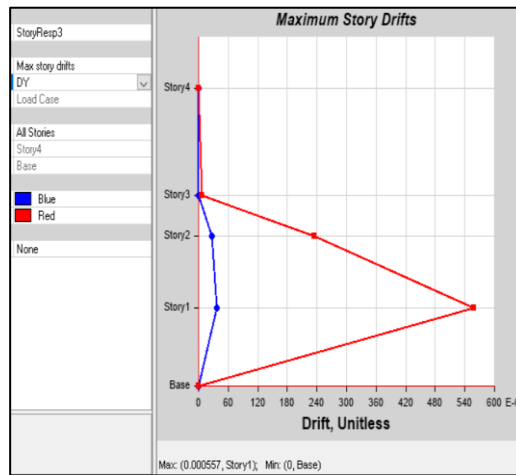 StoryResp3
Max story drifts
DY
Load Case
All Stories
Story4
Base
Blue
Red
None
Maximum Story Drifts
Story4
Story3
Story2
Story1
Base
0 60 120 180 240 300 360 420 480 540 600 E-6
Drift, Unitless
Max: (0.000557, Story1); Min: (0, Base)